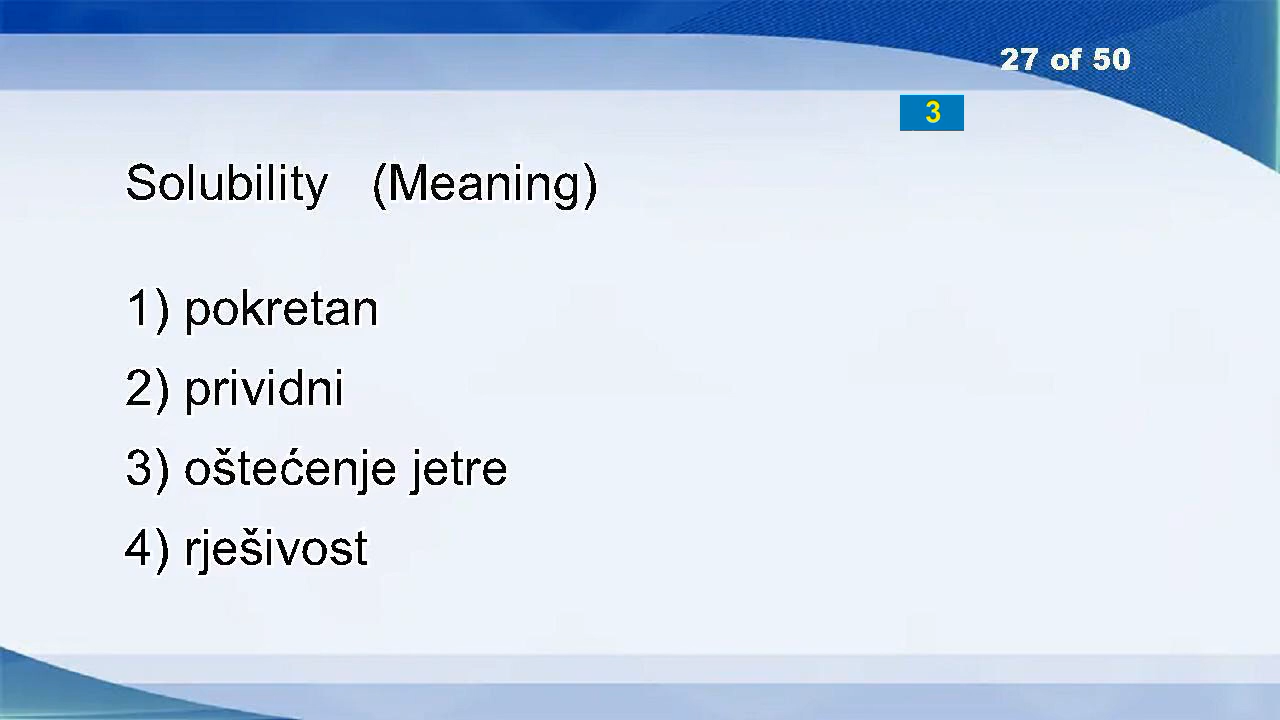 27 of 50
3
Solubility (Meaning)
1) pokretan
2) prividni
3) oštećenje jetre
4) rješivost